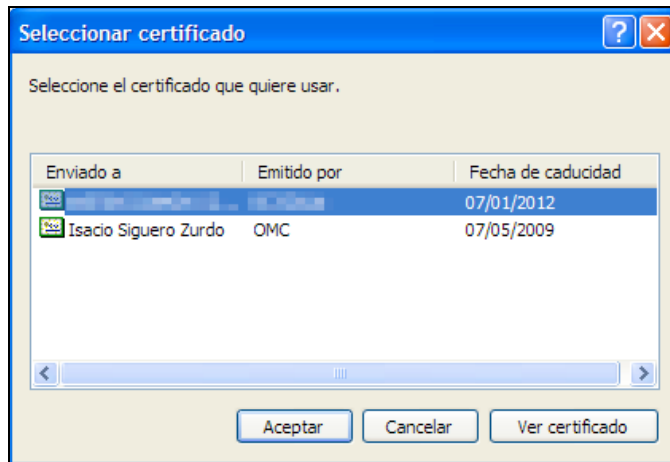 Seleccionar certificado
Seleccione el certificado que quiere usar.
Enviado a Emitido por Fecha de caducidad
07/01/2012
Isacio Siguero Zurdo OMC 07/05/2009
Aceptar Cancelar Ver certificado